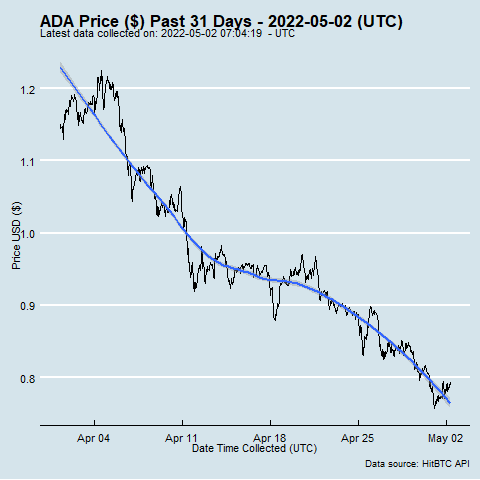 ADA Price ($) Past 31 Days - 2022-05-02 (UTC)
Latest data collected on: 2022-05-02 07:04:19  - UTC
1.2
1.1
1.0
0.9
0.8
Price USD ($)
Apr 04 Apr 11 Apr 18 Apr 25 May 02
Date Time Collected (UTC)
Data source: HitBTC API